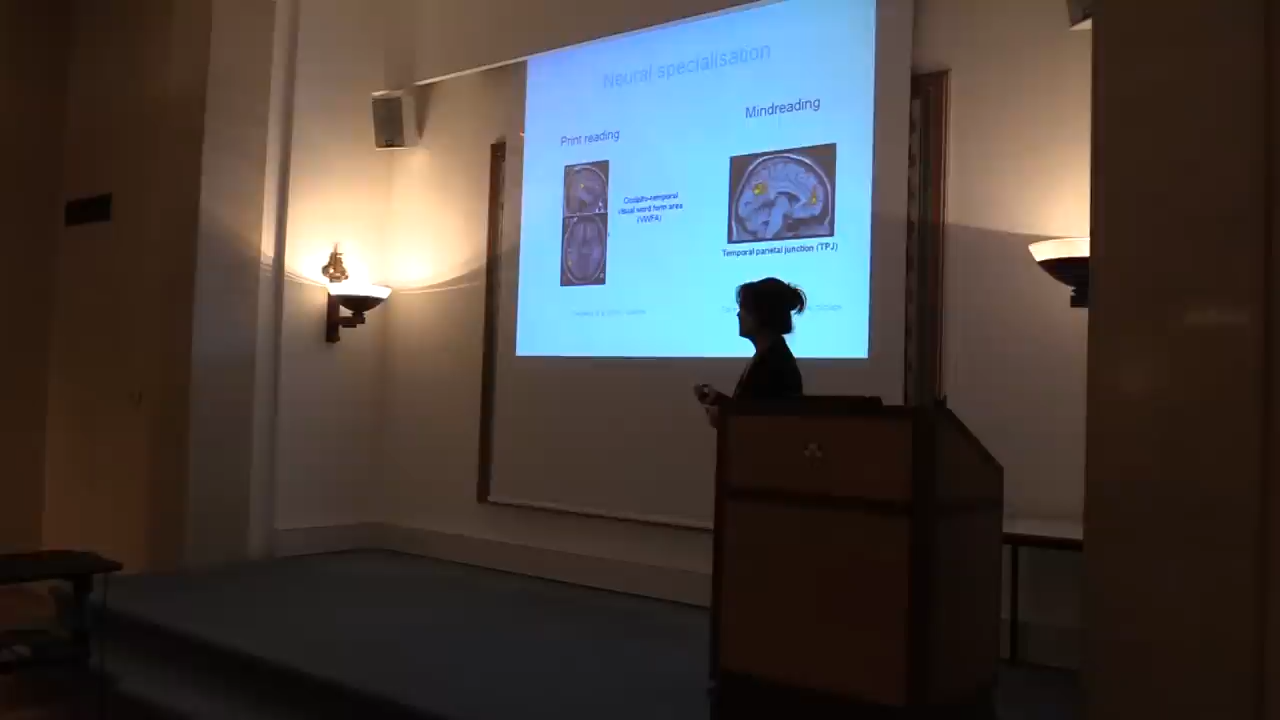 Neural specialisation
Print reading
Occipito-temporal
visual word form area
(VWFA)
Mindreading
Temporal parietal junction (TPJ)